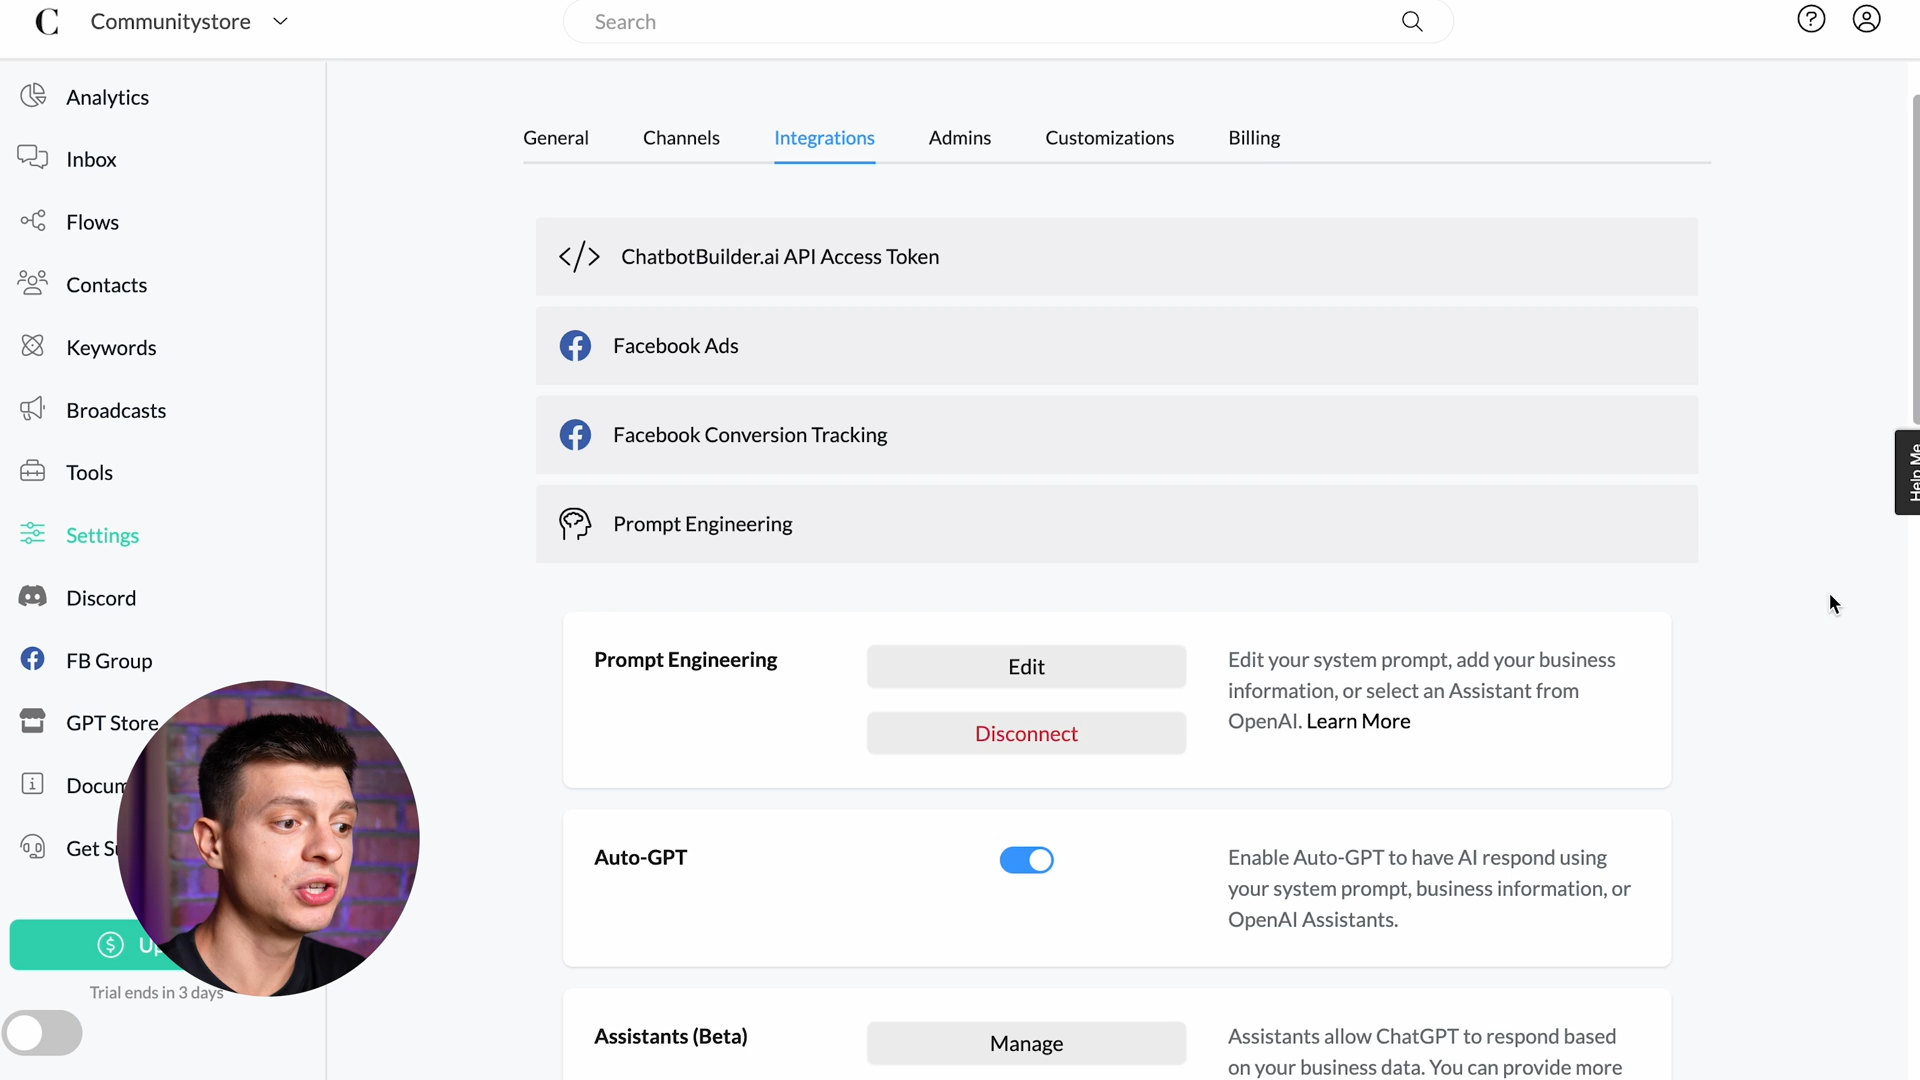 C Communitystore
Search
Analytics
Inbox
Flows
Contacts
Keywords
Broadcasts
Tools
Settings
Discord
FB Group
GPT Store
Docum
Get Su
$ Up
Trial ends in 3 days
General Channels Integrations Admins Customizations Billing
</> ChatbotBuilder.ai API Access Token
Facebook Ads
Facebook Conversion Tracking
Prompt Engineering
Prompt Engineering
Edit
Disconnect
Edit your system prompt, add your business
information, or select an Assistant from
OpenAI. Learn More
Auto-GPT
Enable Auto-GPT to have AI respond using
your system prompt, business information, or
OpenAI Assistants.
Assistants (Beta)
Manage
Assistants allow ChatGPT to respond based
on your business data. You can provide more
Help Me